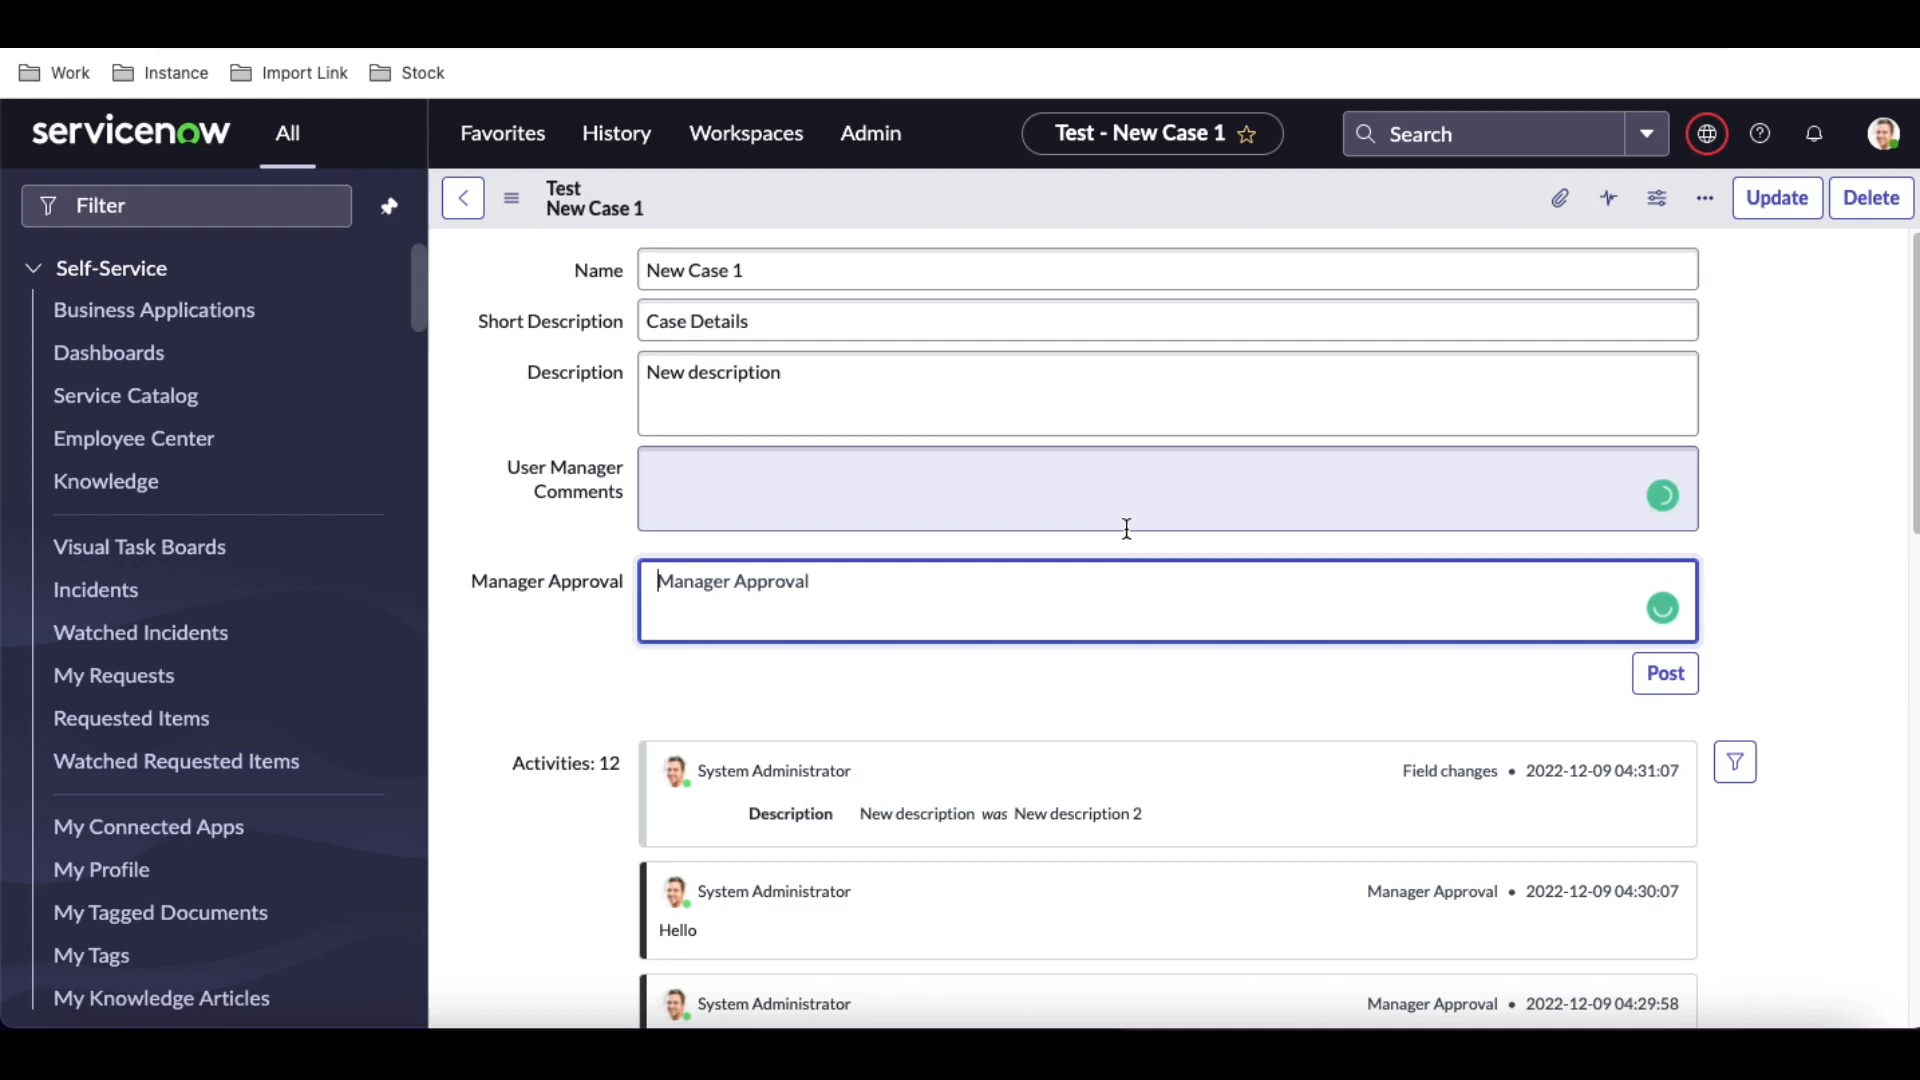 Work Instance Import Link Stock
servicenow All Favorites History Workspaces Admin Test - New Case 1 Search
Filter
Self-Service
Business Applications
Dashboards
Service Catalog
Employee Center
Knowledge
Visual Task Boards
Incidents
Watched Incidents
My Requests
Requested Items
Watched Requested Items
My Connected Apps
My Profile
My Tagged Documents
My Tags
My Knowledge Articles
Test
New Case 1
Update Delete
Name New Case 1
Short Description Case Details
Description New description
User Manager
Comments
Manager Approval Manager Approval
Post
Activities: 12 System Administrator Field changes • 2022-12-09 04:31:07
Description New description was New description 2
System Administrator Manager Approval • 2022-12-09 04:30:07
Hello
System Administrator Manager Approval • 2022-12-09 04:29:58